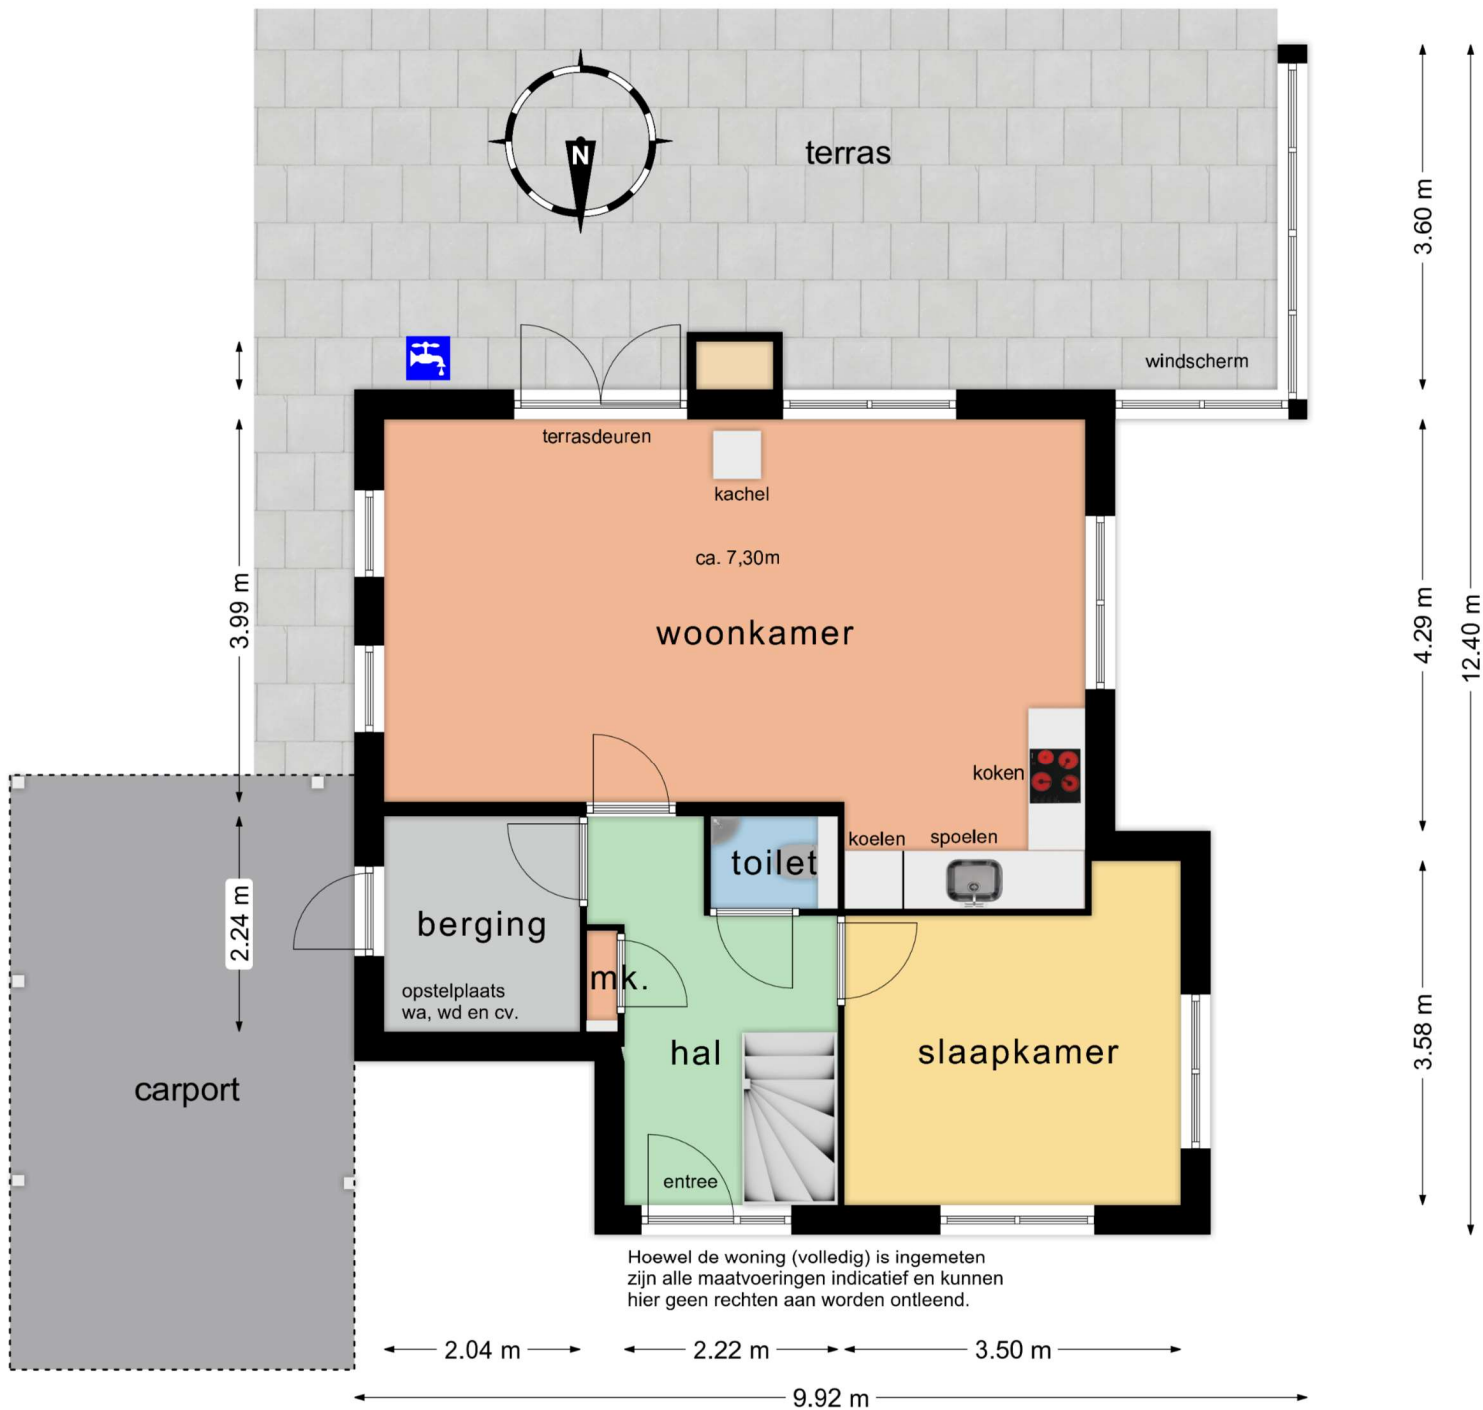 N
terras
3.60 m
windscherm
terrasdeuren
kachel
ca. 7,30m
3.99 m
woonkamer
4.29 m
12.40 m
koken
koelen
spoelen
toilet
2.24 m
berging
mk.
opstelplaats
wa, wd en cv.
hal
slaapkamer
3.58 m
carport
entree
Hoewel de woning (volledig) is ingemeten
zijn alle maatvoeringen indicatief en kunnen
hier geen rechten aan worden ontleend.
2.04 m
2.22 m
3.50 m
9.92 m